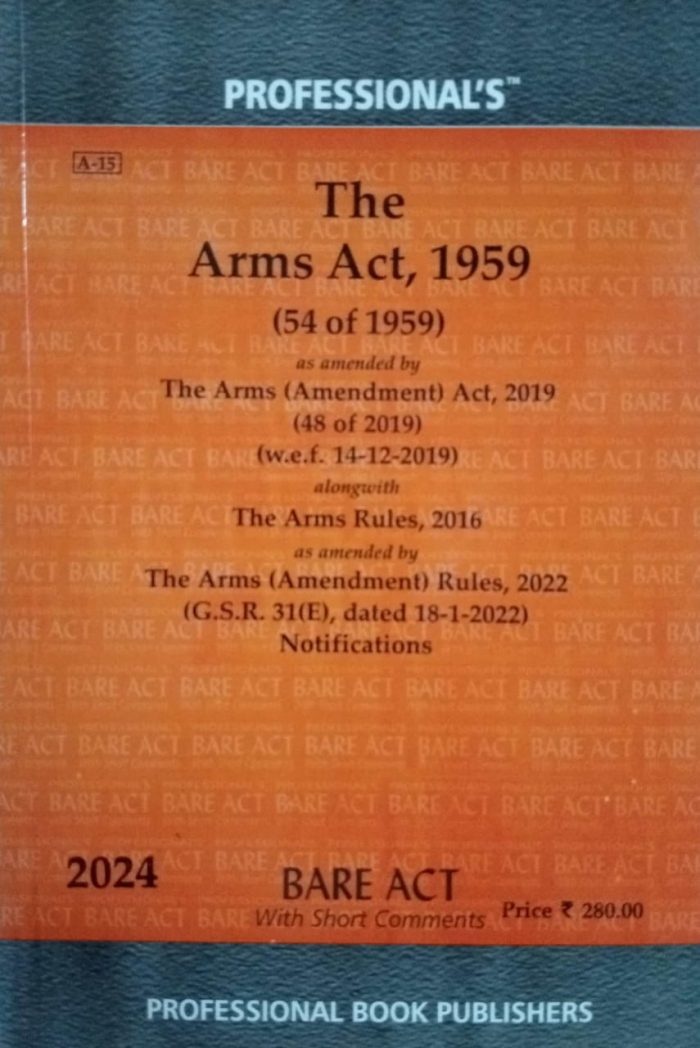 PROFESSIONAL'S™
A-15
The
Arms Act, 1959
(54 of 1959)
as amended by
The Arms (Amendment) Act, 2019
(48 of 2019)
(w.e.f. 14-12-2019)
alongwith
The Arms Rules, 2016
as amended by
The Arms (Amendment) Rules, 2022
(G.S.R. 31(E), dated 18-1-2022)
Notifications
2024
BARE ACT
With Short Comments
Price ₹ 280.00
PROFESSIONAL BOOK PUBLISHERS